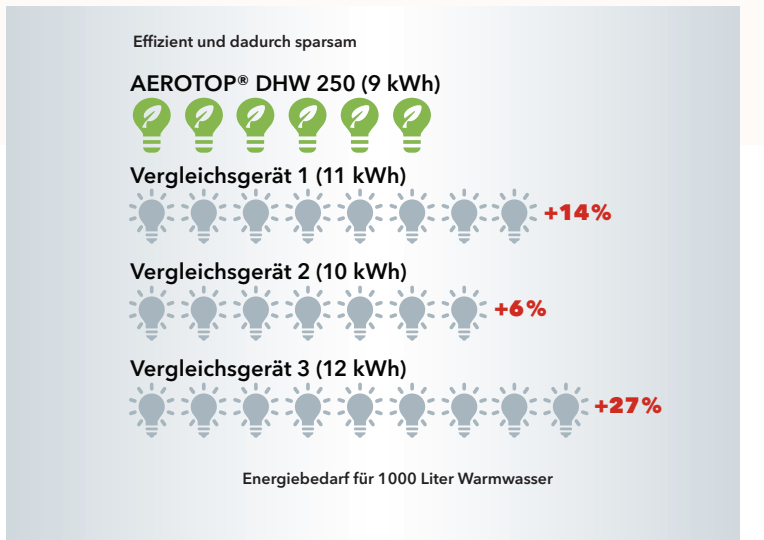 Effizient und dadurch sparsam
AEROTOP® DHW 250 (9 kWh)
Vergleichsgerät 1 (11 kWh)
+14%
Vergleichsgerät 2 (10 kWh)
+6%
Vergleichsgerät 3 (12 kWh)
+27%
Energiebedarf für 1000 Liter Warmwasser